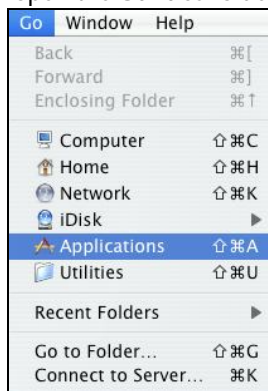 Go Window Help
Back ⌘[
Forward ⌘]
Enclosing Folder ⌘↑
Computer ⇧⌘C
Home ⇧⌘H
Network ⇧⌘K
iDisk ▶
Applications ⇧⌘A
Utilities ⇧⌘U
Recent Folders ▶
Go to Folder... ⇧⌘G
Connect to Server... ⌘K